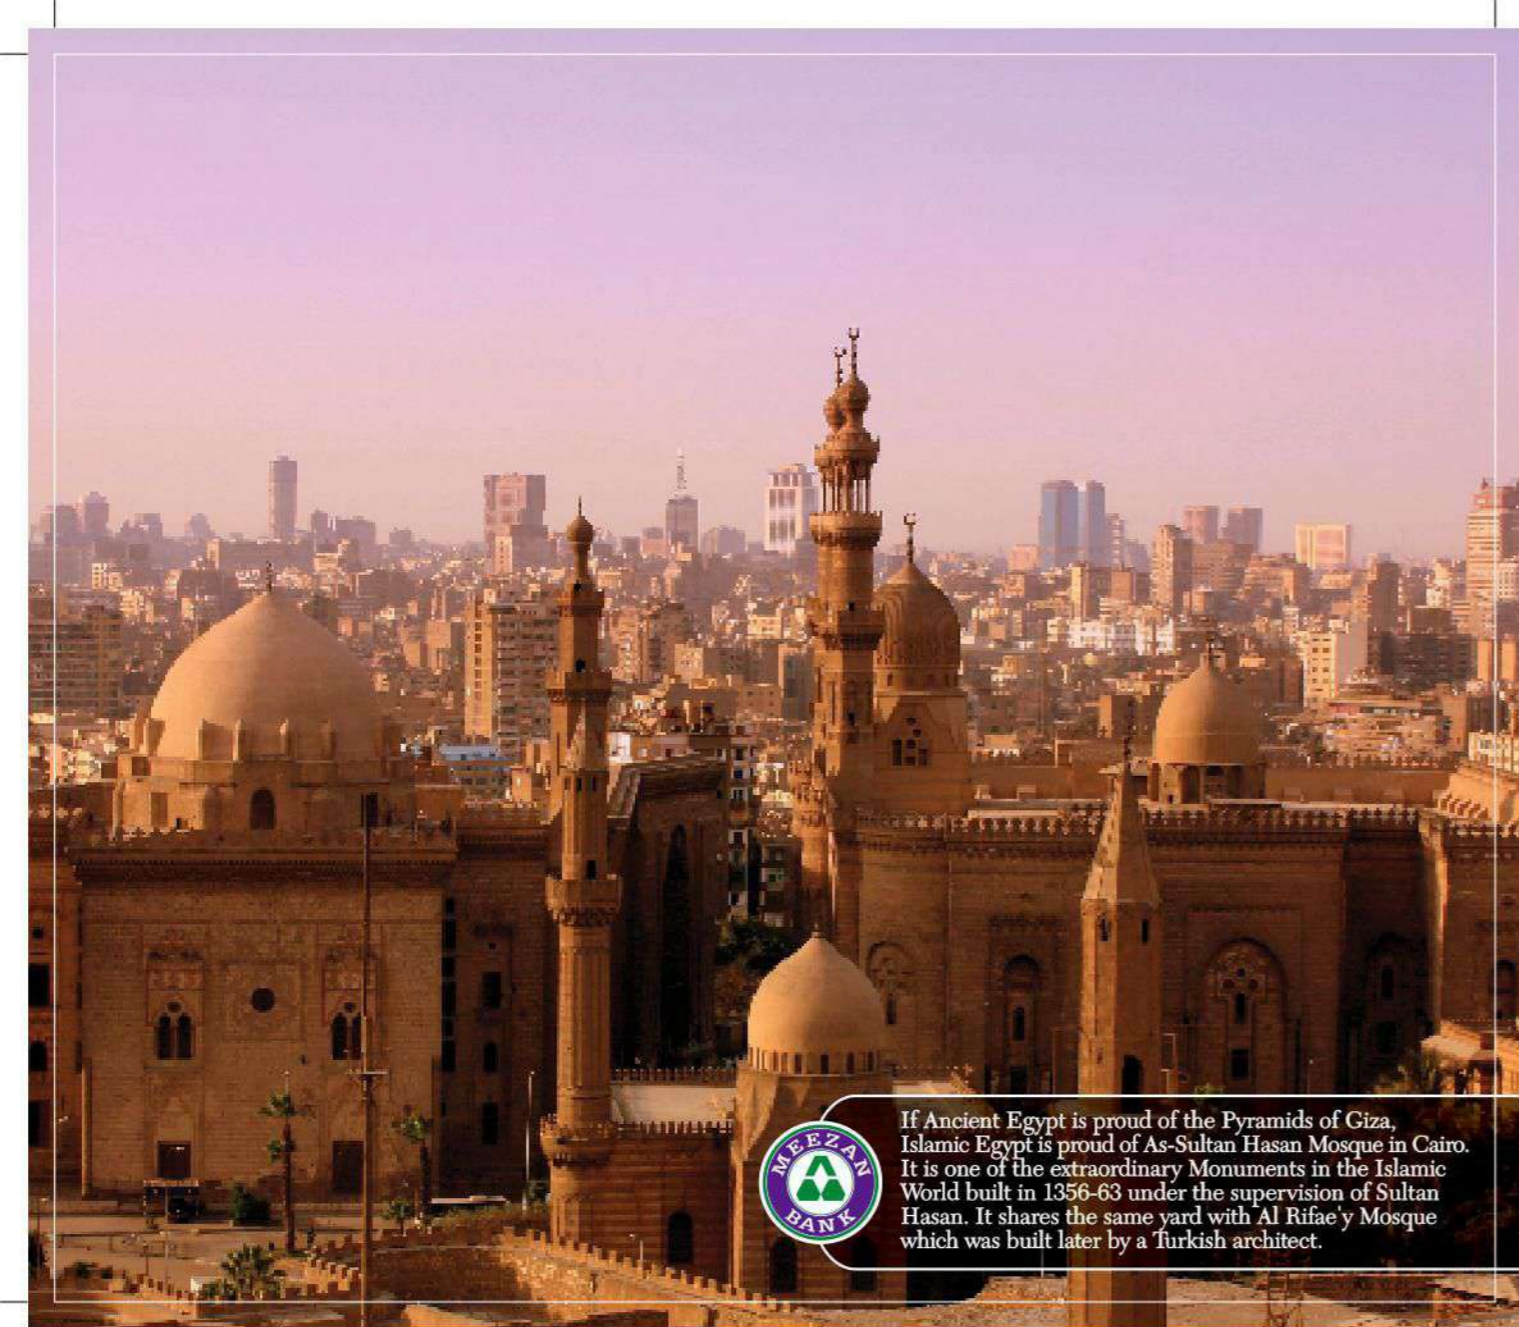 If Ancient Egypt is proud of the Pyramids of Giza,
Islamic Egypt is proud of As-Sultan Hasan Mosque in Cairo.
It is one of the extraordinary Monuments in the Islamic
World built in 1356-63 under the supervision of Sultan
Hasan. It shares the same yard with Al Rifae'y Mosque
which was built later by a Turkish architect.
MEEZAN
BANK